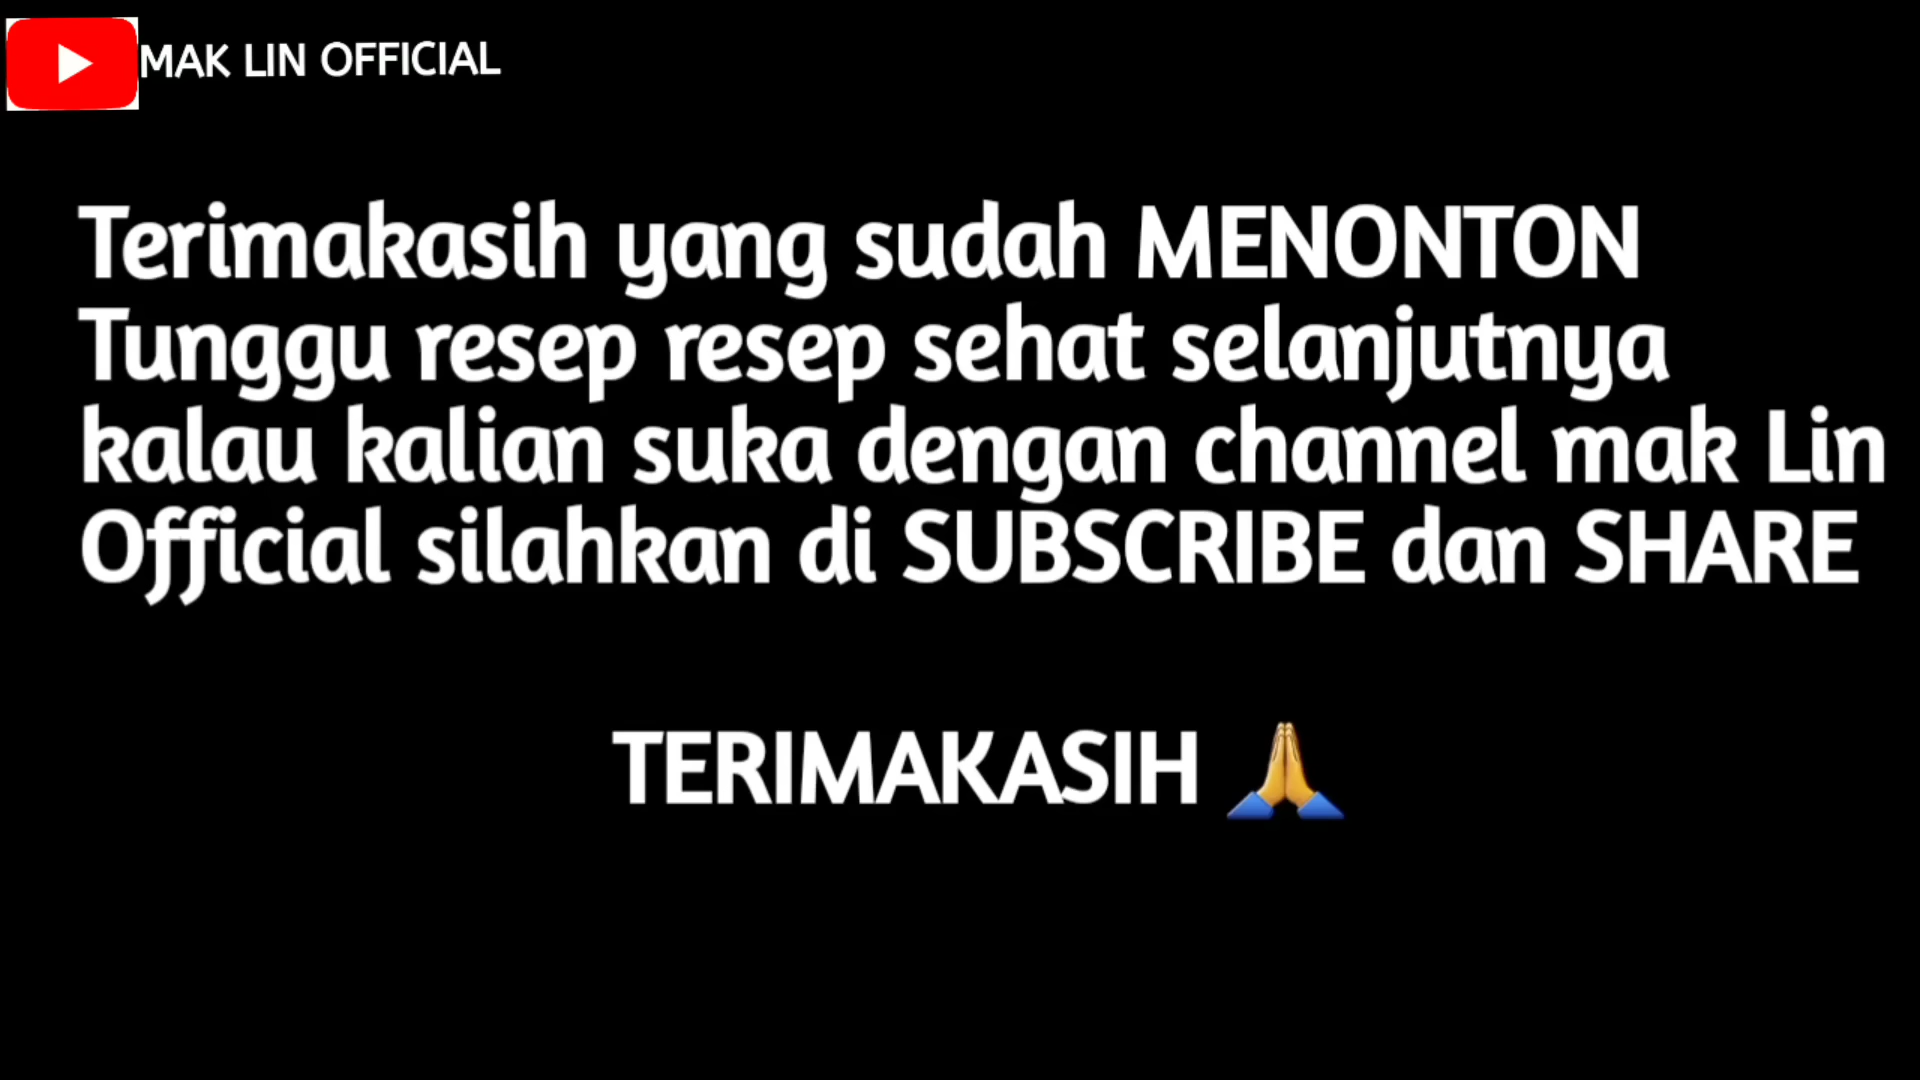 MAK LIN OFFICIAL
Terimakasih yang sudah MENONTON
Tunggu resep resep sehat selanjutnya
kalau kalian suka dengan channel mak Lin
Official silahkan di SUBSCRIBE dan SHARE
TERIMAKASIH 🙏